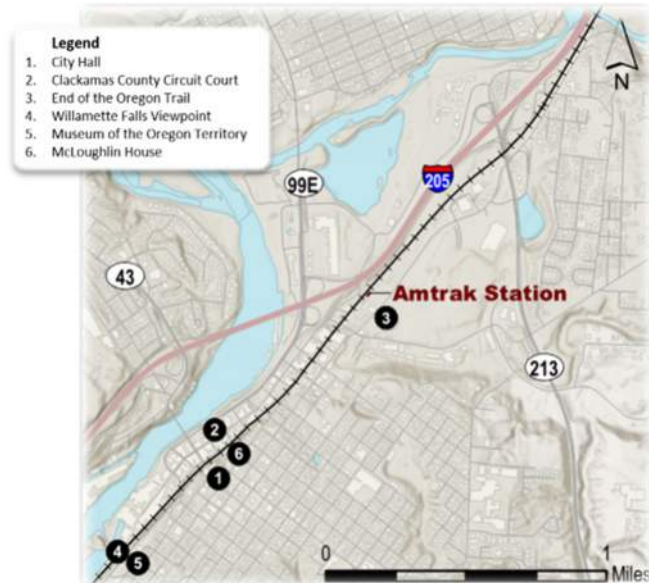 Legend
1. City Hall
2. Clackamas County Circuit Court
3. End of the Oregon Trail
4. Willamette Falls Viewpoint
5. Museum of the Oregon Territory
6. McLoughlin House
N
99E
205
43
Amtrak Station
3
213
2
6
1
4
5
0
1
Miles